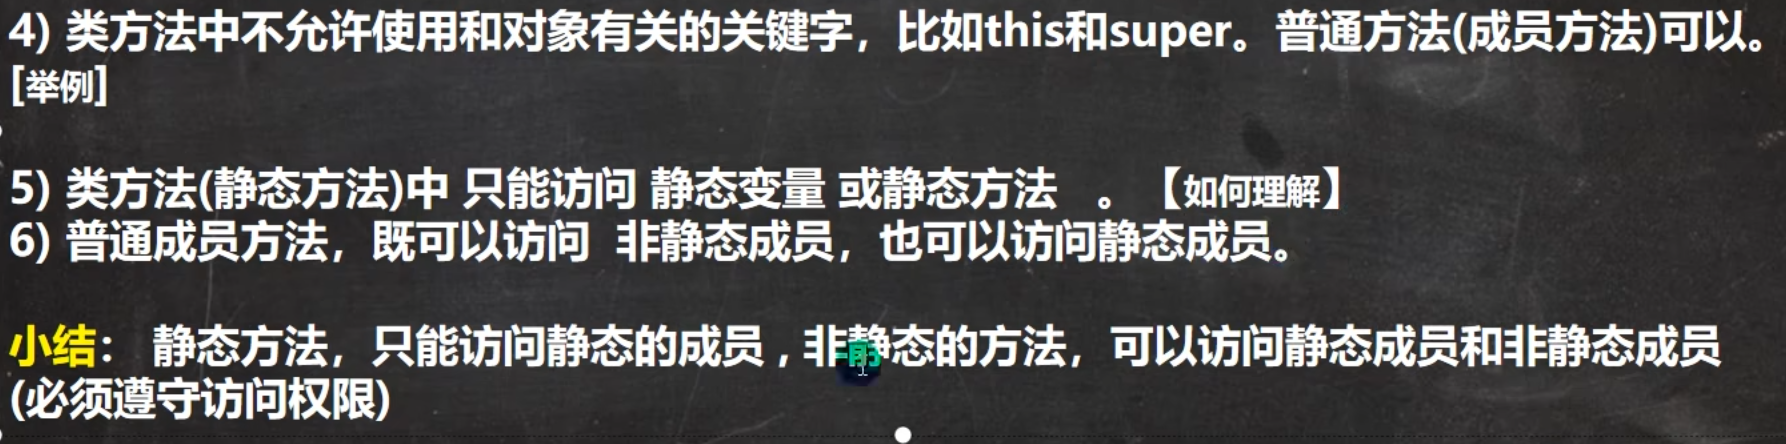 4) 类方法中不允许使用和对象有关的关键字，比如this和super。普通方法(成员方法)可以。
[举例]
5) 类方法(静态方法)中 只能访问 静态变量 或静态方法 。【如何理解】
6) 普通成员方法，既可以访问 非静态成员，也可以访问静态成员。
小结： 静态方法，只能访问静态的成员，非静态的方法，可以访问静态成员和非静态成员
(必须遵守访问权限)